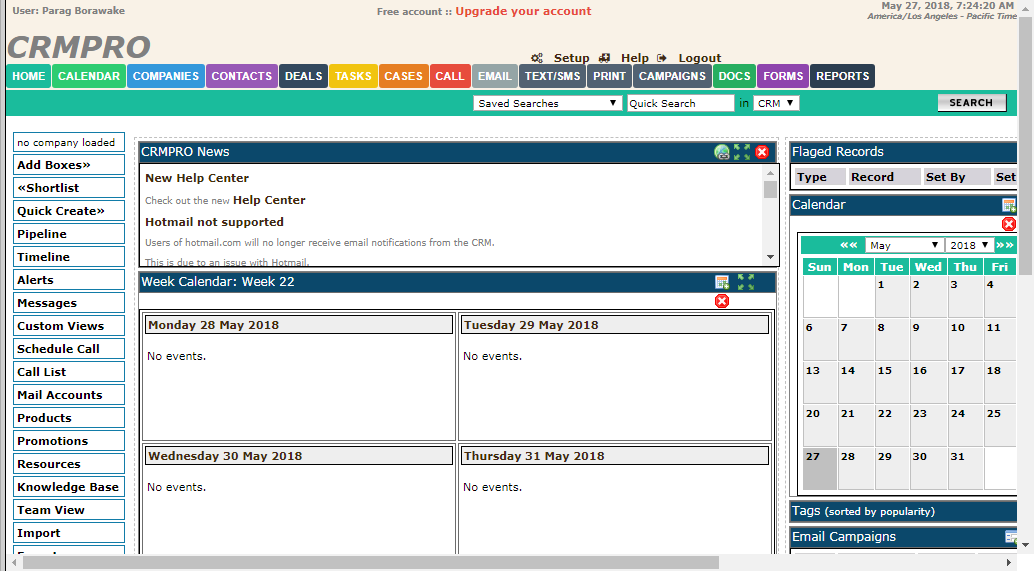 User: Parag Borawake
Free account :: Upgrade your account
May 27, 2018, 7:24:20 AM
America/Los Angeles - Pacific Time
CRMPRO
Setup Help Logout
HOME CALENDAR COMPANIES CONTACTS DEALS TASKS CASES CALL EMAIL TEXT/SMS PRINT CAMPAIGNS DOCS FORMS REPORTS
Saved Searches Quick Search in CRM SEARCH
no company loaded
Add Boxes»
«Shortlist
Quick Create»
Pipeline
Timeline
Alerts
Messages
Custom Views
Schedule Call
Call List
Mail Accounts
Products
Promotions
Resources
Knowledge Base
Team View
Import
CRMPRO News
New Help Center
Check out the new Help Center
Hotmail not supported
Users of hotmail.com will no longer receive email notifications from the CRM.
This is due to an issue with Hotmail.
Week Calendar: Week 22
Monday 28 May 2018
No events.
Tuesday 29 May 2018
No events.
Wednesday 30 May 2018
No events.
Thursday 31 May 2018
No events.
Flaged Records
Type Record Set By Set
Calendar
«« May 2018 »»
Sun Mon Tue Wed Thu Fri
1 2 3 4
6 7 8 9 10 11
13 14 15 16 17 18
20 21 22 23 24 25
27 28 29 30 31
Tags (sorted by popularity)
Email Campaigns